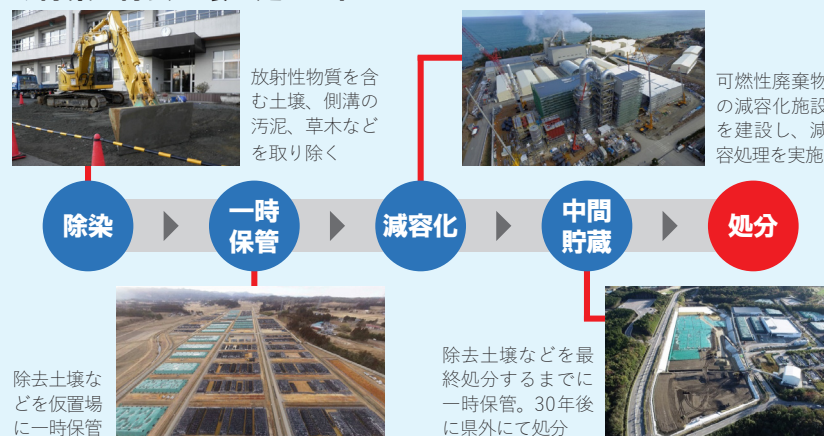 放射性物質を含
む土壌、側溝の
汚泥、草木など
を取り除く
可燃性廃棄物
の減容化施設
を建設し、減
容処理を実施
除染
一時
保管
減容化
中間
貯蔵
処分
除去土壌な
どを仮置場
に一時保管
除去土壌などを最
終処分するまでに
一時保管。30年後
に県外にて処分